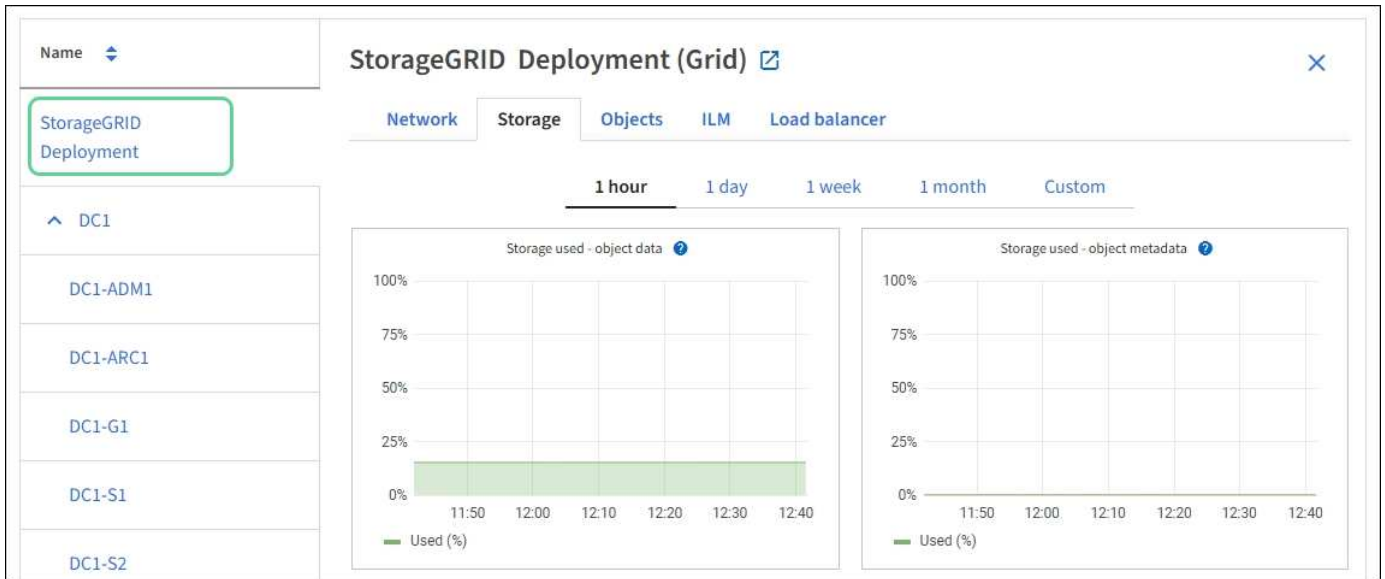 Name
StorageGRID
Deployment
DC1
DC1-ADM1
DC1-ARC1
DC1-G1
DC1-S1
DC1-S2
StorageGRID Deployment (Grid)
Network Storage Objects ILM Load balancer
1 hour 1 day 1 week 1 month Custom
Storage used - object data
100%
75%
50%
25%
0%
11:50 12:00 12:10 12:20 12:30 12:40
Used (%)
Storage used - object metadata
100%
75%
50%
25%
0%
11:50 12:00 12:10 12:20 12:30 12:40
Used (%)